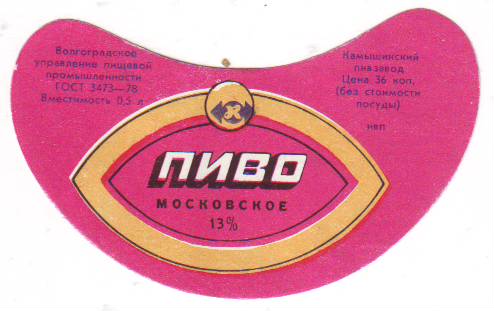 Волгоградское
управление пищевой
промышленности
ГОСТ 3473—78
Вместимость 0,5 л
Камышинский
пивзавод
Цена 36 коп.
(без стоимости
посуды)
нвп
К
ПИВО
МОСКОВСКОЕ
13%